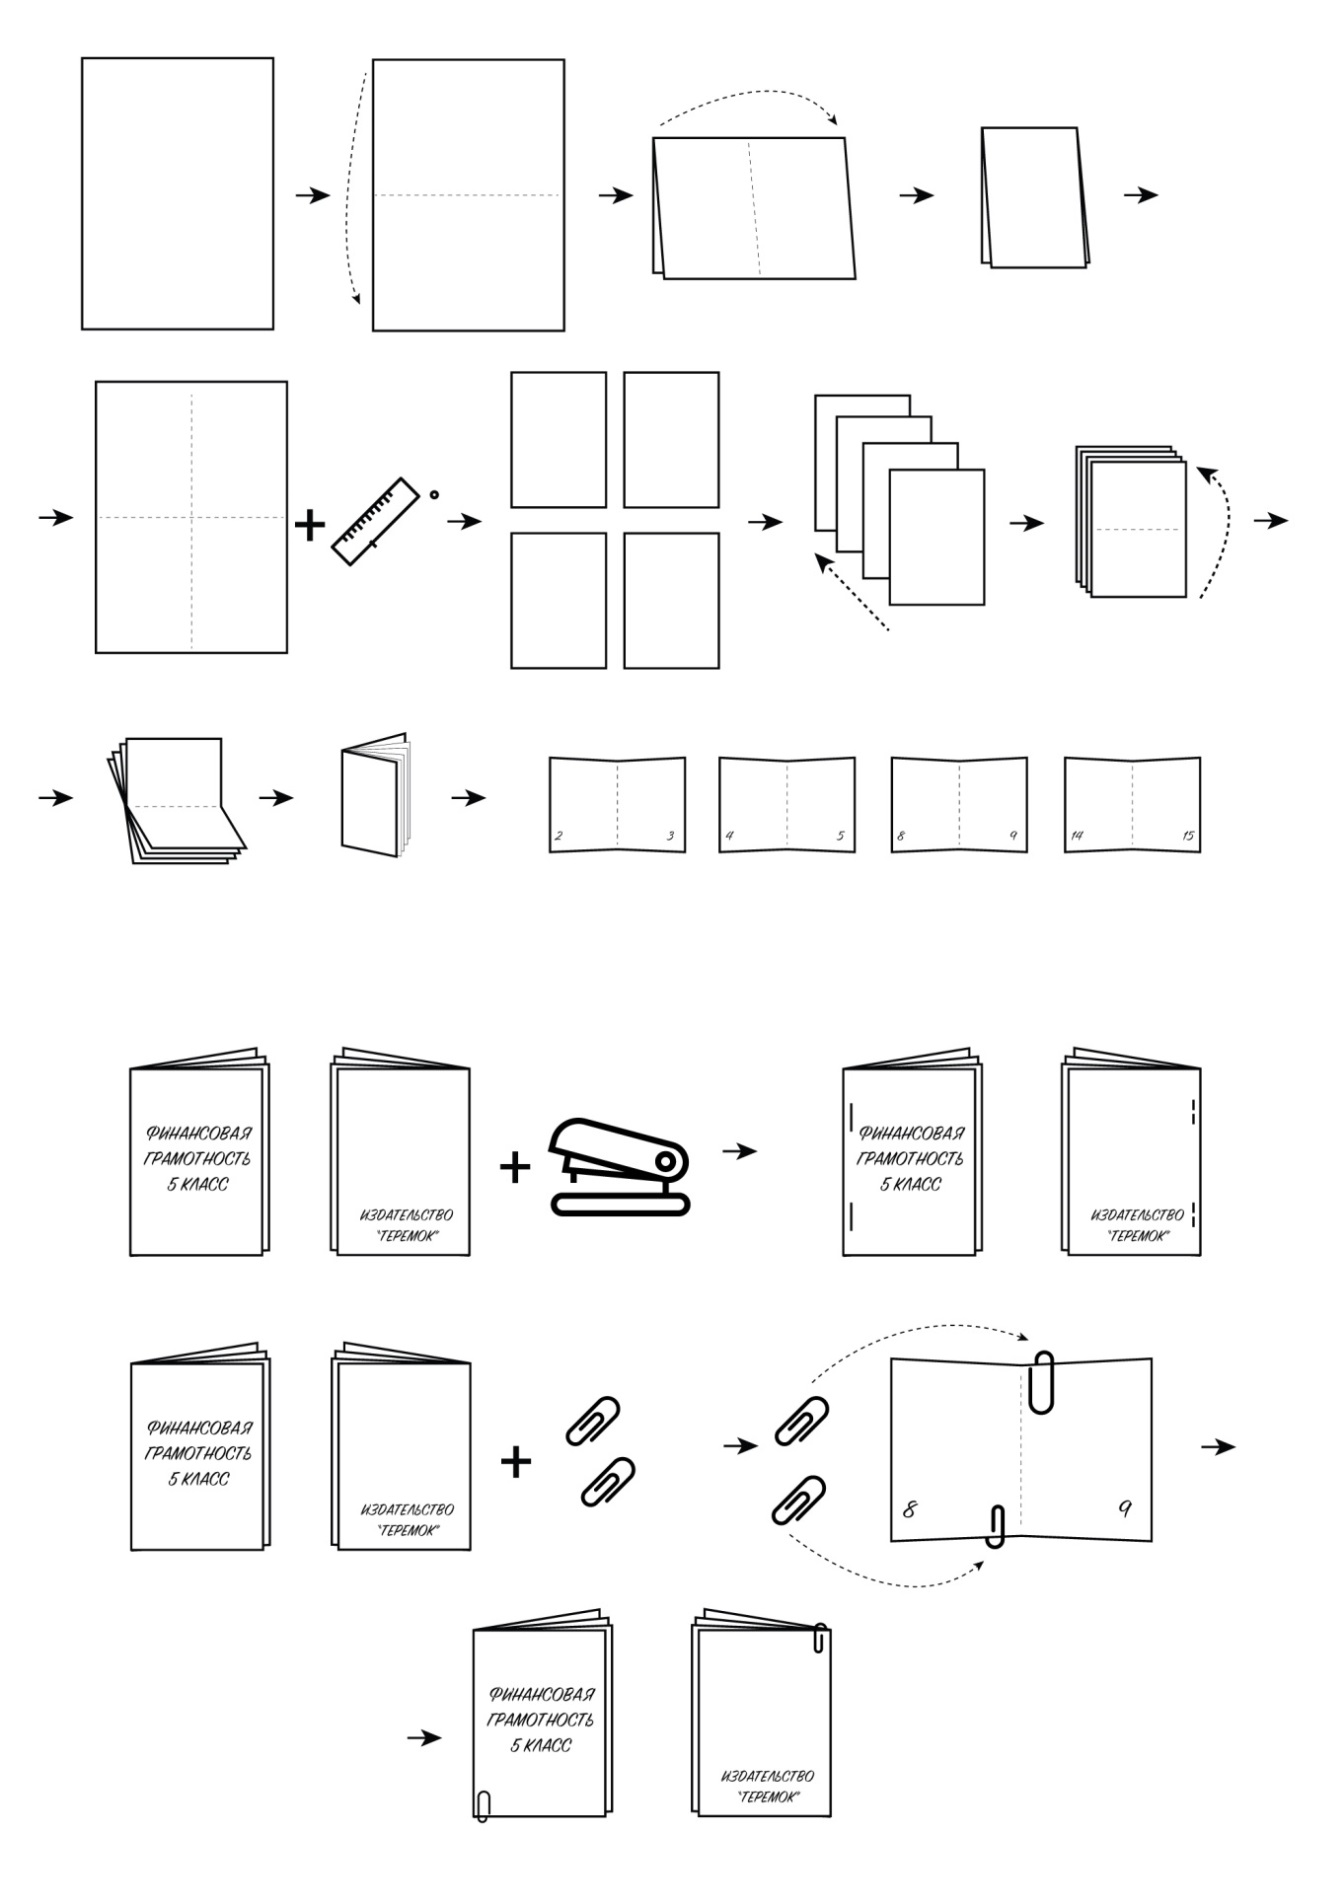 2 3 4 5 8 9 14 15
ФИНАНСОВАЯ
ГРАМОТНОСТЬ
5 КЛАСС
ИЗДАТЕЛЬСТВО
"ТЕРЕМОК"
ФИНАНСОВАЯ
ГРАМОТНОСТЬ
5 КЛАСС
ИЗДАТЕЛЬСТВО
"ТЕРЕМОК"
ФИНАНСОВАЯ
ГРАМОТНОСТЬ
5 КЛАСС
ИЗДАТЕЛЬСТВО
"ТЕРЕМОК"
8 9
ФИНАНСОВАЯ
ГРАМОТНОСТЬ
5 КЛАСС
ИЗДАТЕЛЬСТВО
"ТЕРЕМОК"